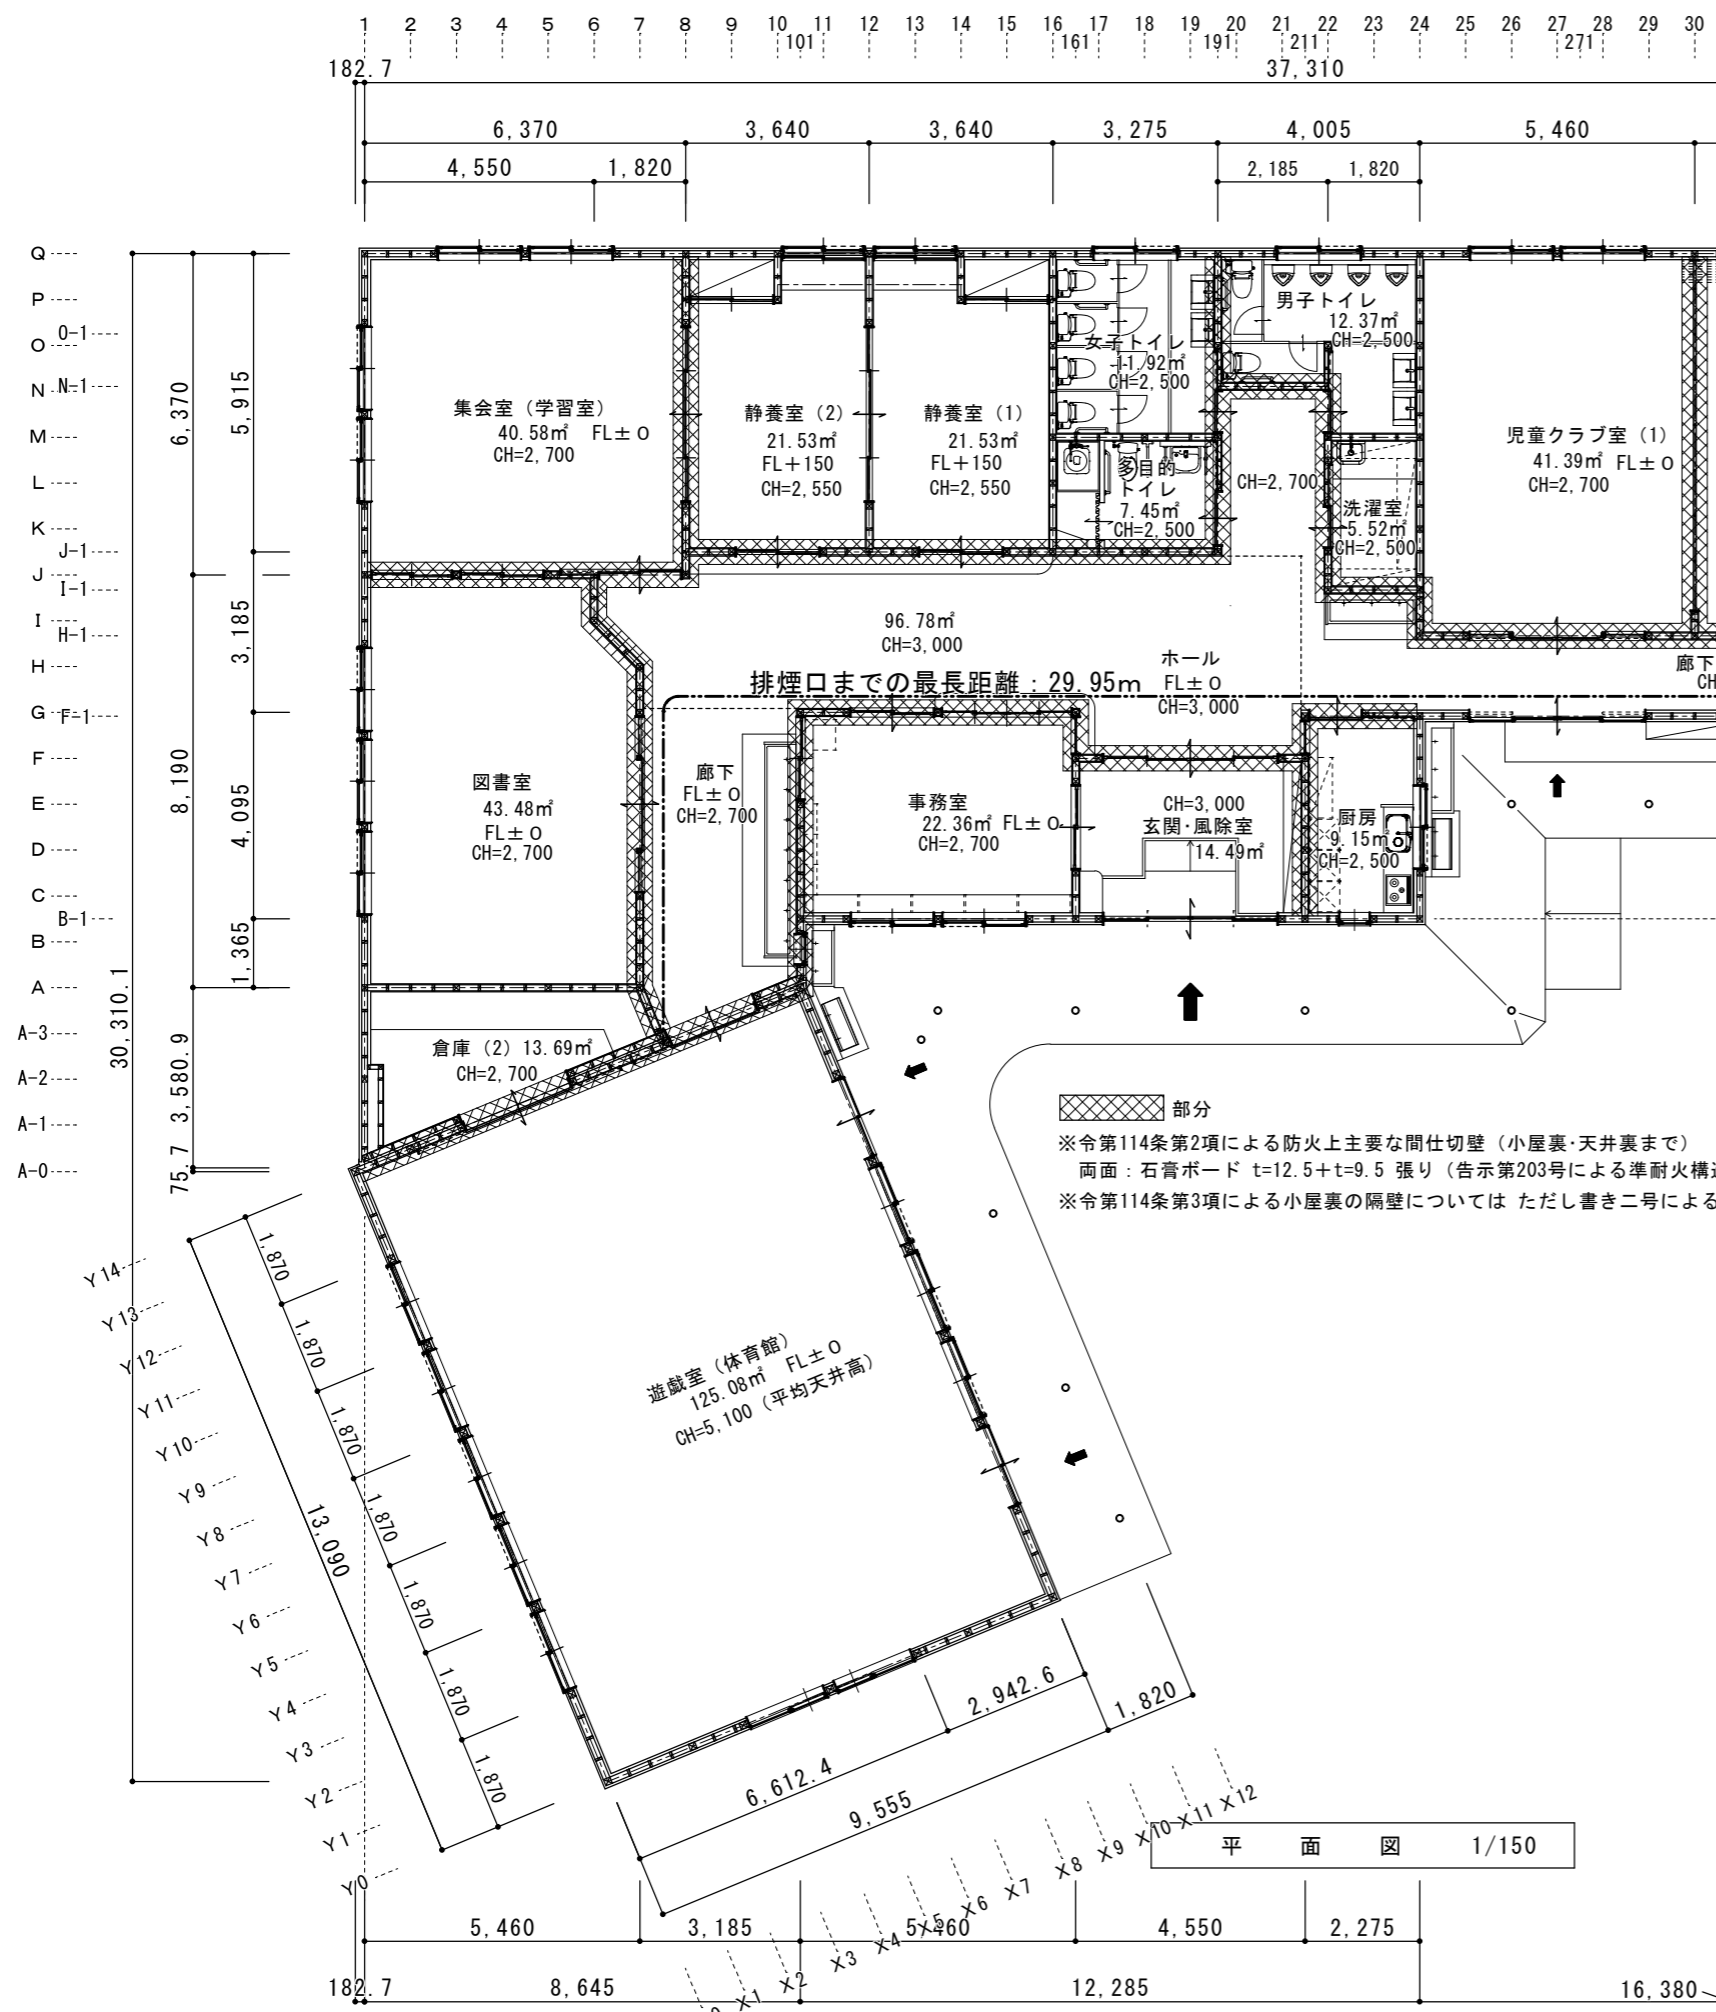 1 2 3 4 5 6 7 8 9 10 11 12 13 14 15 16 17 18 19 20 21 22 23 24 25 26 27 28 29 30
101 161 191 211 271
182.7 37,310
6,370 3,640 3,640 3,275 4,005 5,460
4,550 1,820 2,185 1,820
Q
P
O-1
O
N N-1
M
L
K
J-1
J
I-1
I
H-1
H
G F-1
F
E
D
C
B-1
B
A
A-3
A-2
A-1
A-0
30,310.1
6,370
8,190
3,580.9
75.7
5,915
3,185
4,095
1,365
集会室（学習室）
40.58㎡ FL±0
CH=2,700
静養室（2）
21.53㎡
FL+150
CH=2,550
静養室（1）
21.53㎡
FL+150
CH=2,550
女子トイレ
11.92㎡
CH=2,500
多目的
トイレ
7.45㎡
CH=2,500
男子トイレ
12.37㎡
CH=2,500
CH=2,700
洗濯室
5.52㎡
CH=2,500
児童クラブ室（1）
41.39㎡ FL±0
CH=2,700
96.78㎡
CH=3,000
ホール
FL±0
CH=3,000
廊下
CH
排煙口までの最長距離：29.95m
図書室
43.48㎡
FL±0
CH=2,700
廊下
FL±0
CH=2,700
事務室
22.36㎡ FL±0
CH=2,700
CH=3,000
玄関・風除室
14.49㎡
厨房
9.15㎡
CH=2,500
倉庫（2）13.69㎡
CH=2,700
部分
※令第114条第2項による防火上主要な間仕切壁（小屋裏・天井裏まで）
両面：石膏ボード t=12.5+t=9.5 張り（告示第203号による準耐火構造
※令第114条第3項による小屋裏の隔壁については ただし書き二号による
遊戯室（体育館）
125.08㎡ FL±0
CH=5,100（平均天井高）
Y14
Y13
Y12
Y11
Y10
Y9
Y8
Y7
Y6
Y5
Y4
Y3
Y2
Y1
Y0
1,870
1,870
1,870
1,870
1,870
1,870
1,870
13,090
2,942.6
1,820
6,612.4
9,555
X1 X2 X3 X4 X5 X6 X7 X8 X9 X10 X11 X12
平 面 図 1/150
5,460 3,185 5,460 4,550 2,275
182.7 8,645 12,285 16,380